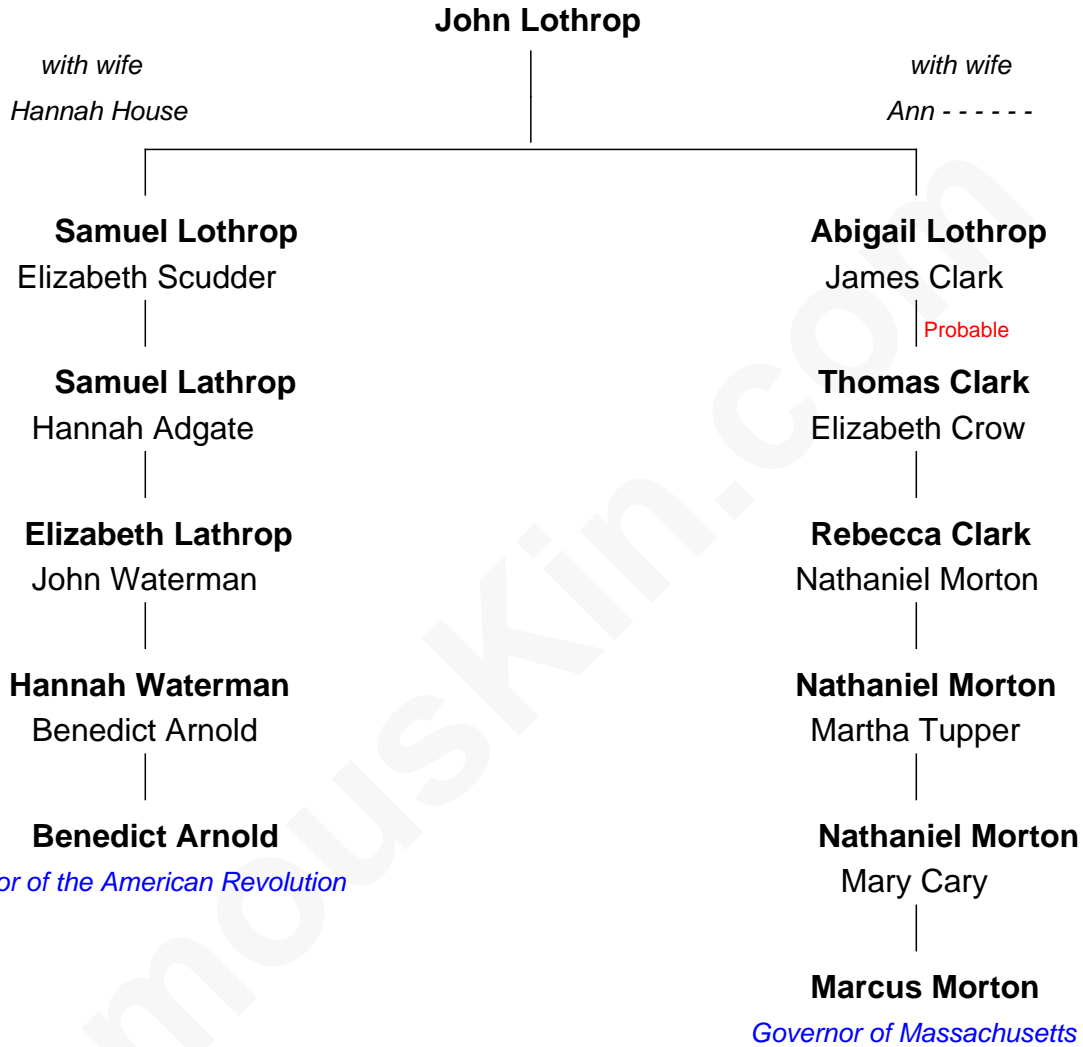 John Lothrop
with wife
Hannah House
with wife
Ann - - - - - -
Samuel Lothrop
Elizabeth Scudder
Abigail Lothrop
James Clark
Probable
Samuel Lathrop
Hannah Adgate
Thomas Clark
Elizabeth Crow
Elizabeth Lathrop
John Waterman
Rebecca Clark
Nathaniel Morton
Hannah Waterman
Benedict Arnold
Nathaniel Morton
Martha Tupper
Benedict Arnold
or of the American Revolution
Nathaniel Morton
Mary Cary
Marcus Morton
Governor of Massachusetts
mouskin.com